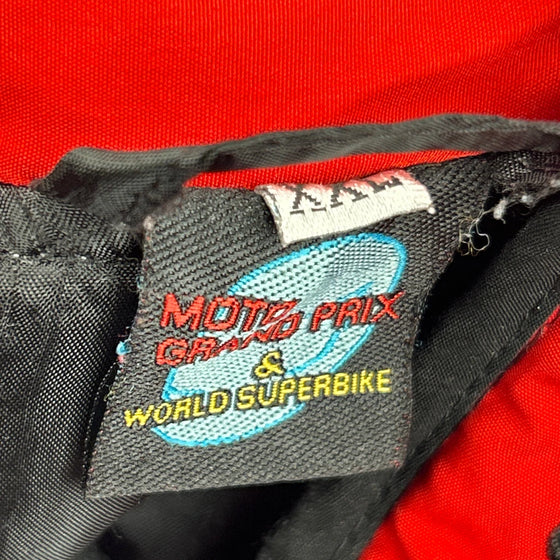 XXL
MOTO
GRAND PRIX
&
WORLD SUPERBIKE